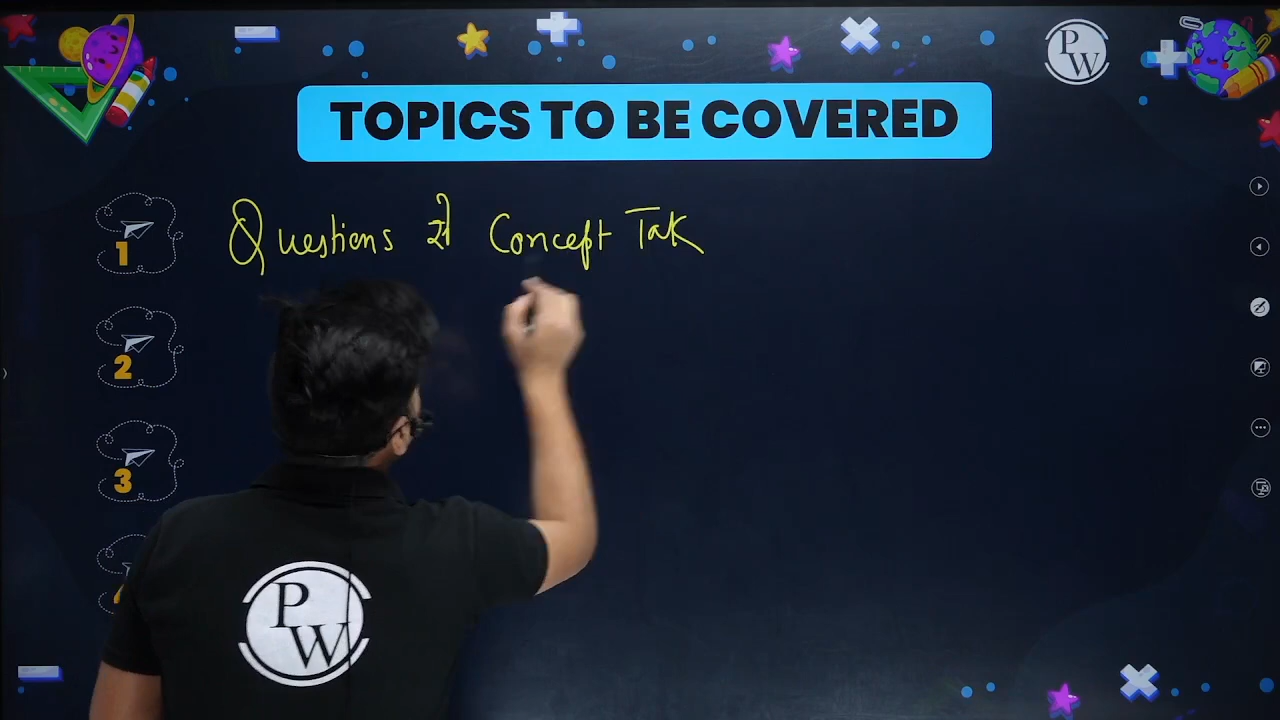 P
W
TOPICS TO BE COVERED
1
Questions से Concept Tak
2
3
P
W